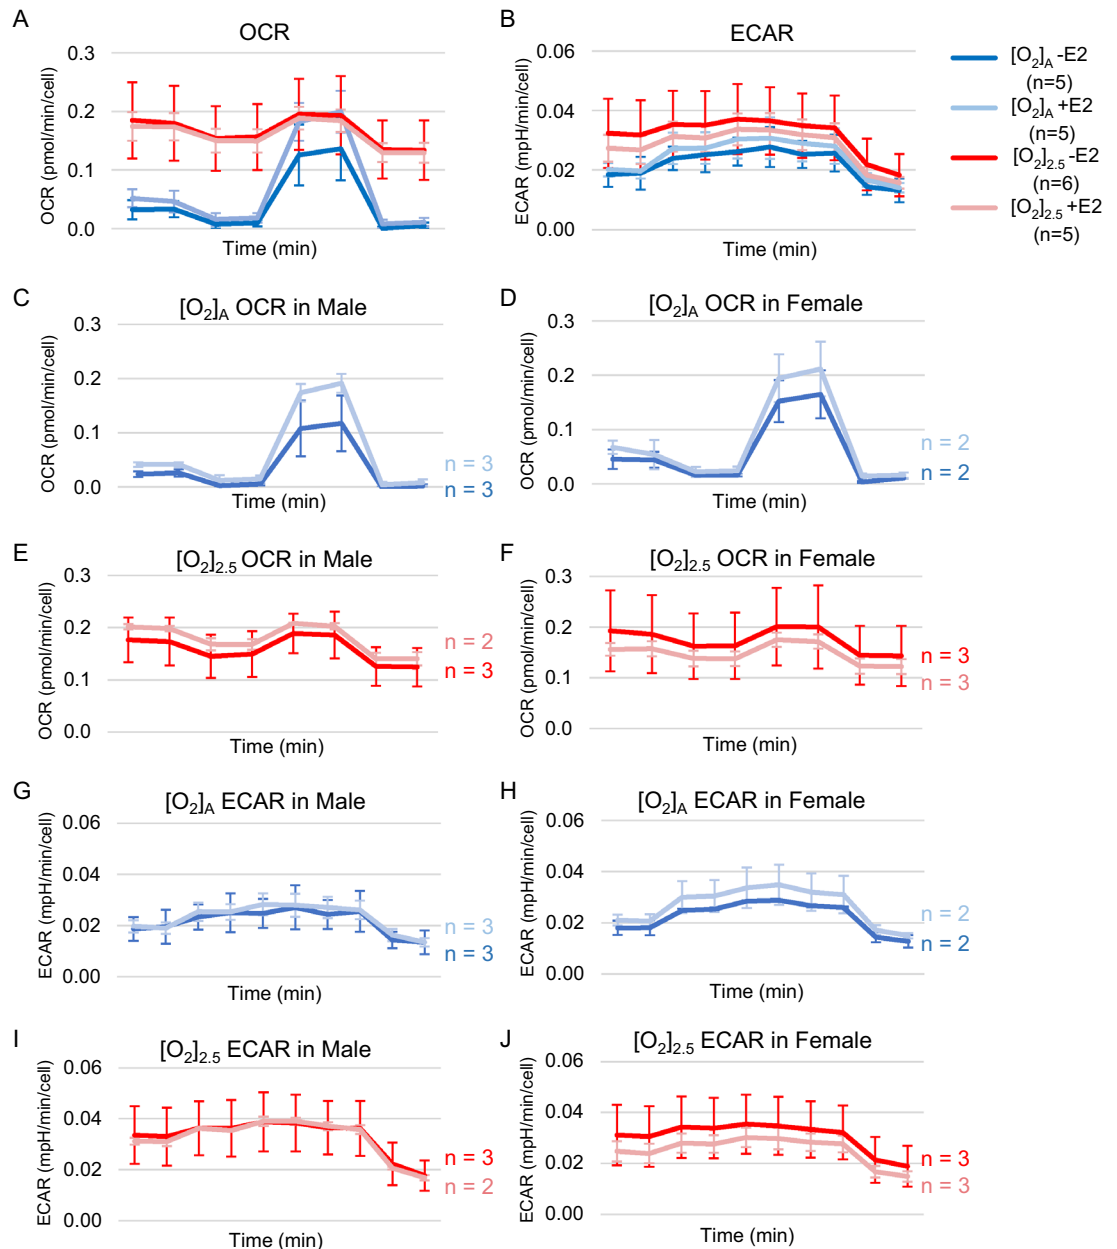 A
OCR
OCR (pmol/min/cell)
0.3
0.2
0.1
0.0
Time (min)
B
ECAR
ECAR (mpH/min/cell)
0.06
0.04
0.02
0.00
Time (min)
[O₂]A -E2
(n=5)
[O₂]A +E2
(n=5)
[O₂]2.5 -E2
(n=6)
[O₂]2.5 +E2
(n=5)
C
[O₂]A OCR in Male
OCR (pmol/min/cell)
0.3
0.2
0.1
0.0
n = 3
n = 3
Time (min)
D
[O₂]A OCR in Female
OCR (pmol/min/cell)
0.3
0.2
0.1
0.0
n = 2
n = 2
Time (min)
E
[O₂]2.5 OCR in Male
OCR (pmol/min/cell)
0.3
0.2
0.1
0.0
n = 2
n = 3
Time (min)
F
[O₂]2.5 OCR in Female
OCR (pmol/min/cell)
0.3
0.2
0.1
0.0
n = 3
n = 3
Time (min)
G
[O₂]A ECAR in Male
ECAR (mpH/min/cell)
0.06
0.04
0.02
0.00
n = 3
n = 3
Time (min)
H
[O₂]A ECAR in Female
ECAR (mpH/min/cell)
0.06
0.04
0.02
0.00
n = 2
n = 2
Time (min)
I
[O₂]2.5 ECAR in Male
ECAR (mpH/min/cell)
0.06
0.04
0.02
0.00
n = 3
n = 2
Time (min)
J
[O₂]2.5 ECAR in Female
ECAR (mpH/min/cell)
0.06
0.04
0.02
0.00
n = 3
n = 3
Time (min)